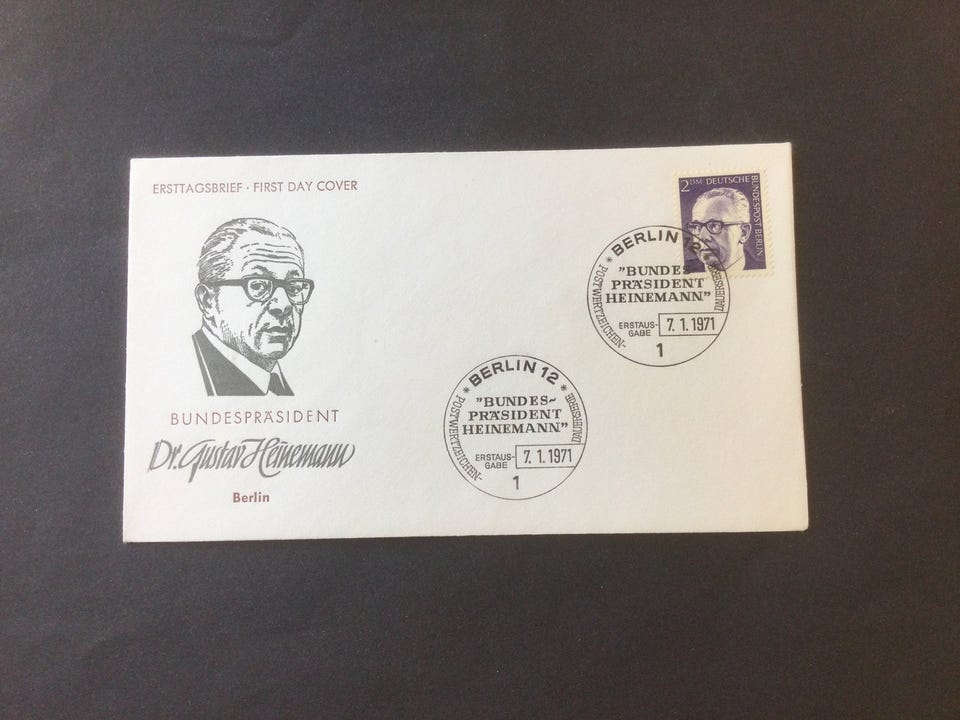 ERSTTAGSBRIEF · FIRST DAY COVER
BUNDESPRÄSIDENT
Dr. Gustav Heinemann
Berlin
2 DM DEUTSCHE
BUNDESPOST BERLIN
* BERLIN 12
"BUNDES
PRÄSIDENT
HEINEMANN"
ERSTAUS-
GABE
7. 1. 1971
1
POSTWERTZEICHEN-
DAUERSERIE
* BERLIN 12 *
"BUNDES~
PRÄSIDENT
HEINEMANN"
ERSTAUS-
GABE
7. 1. 1971
1
POSTWERTZEICHEN-
DAUERSERIE